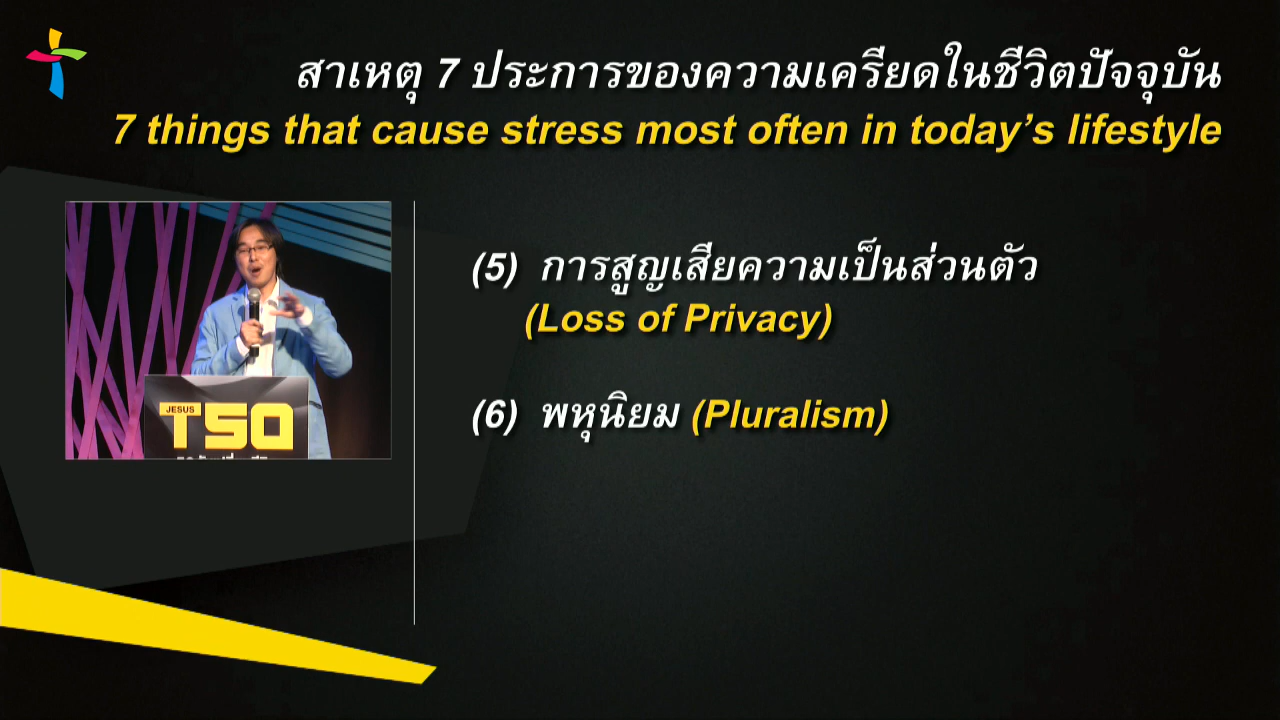 สาเหตุ 7 ประการของความเครียดในชีวิตปัจจุบัน
7 things that cause stress most often in today's lifestyle
(5) การสูญเสียความเป็นส่วนตัว
(Loss of Privacy)
(6) พหุนิยม (Pluralism)
JESUS
T50